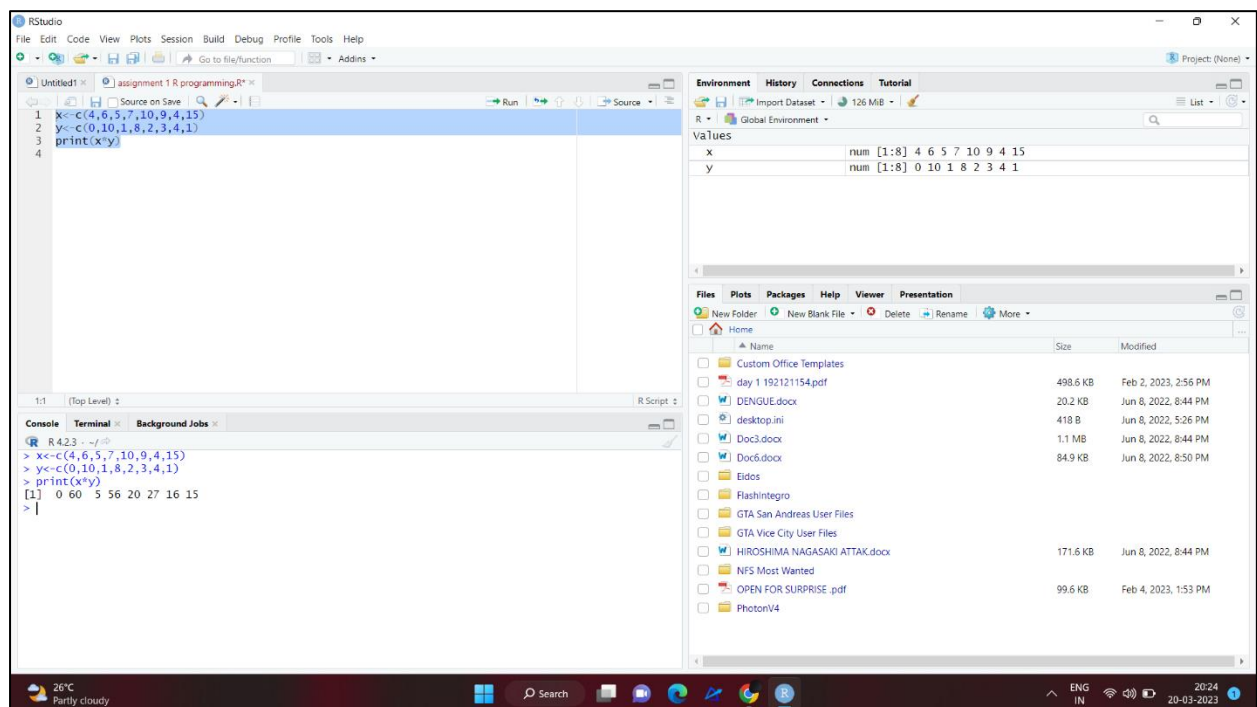 RStudio
File Edit Code View Plots Session Build Debug Profile Tools Help
Go to file/function Addins Project: (None)
Untitled1 assignment 1 R programming.R*
Source on Save Run Source
1 x<-c(4,6,5,7,10,9,4,15)
2 y<-c(0,10,1,8,2,3,4,1)
3 print(x*y)
4
1:1 (Top Level) R Script
Console Terminal Background Jobs
R 4.2.3 · ~/
> x<-c(4,6,5,7,10,9,4,15)
> y<-c(0,10,1,8,2,3,4,1)
> print(x*y)
[1] 0 60 5 56 20 27 16 15
>
Environment History Connections Tutorial
Import Dataset 126 MiB List
R Global Environment
Values
x num [1:8] 4 6 5 7 10 9 4 15
y num [1:8] 0 10 1 8 2 3 4 1
Files Plots Packages Help Viewer Presentation
New Folder New Blank File Delete Rename More
Home
Name Size Modified
Custom Office Templates
day 1 192121154.pdf 498.6 KB Feb 2, 2023, 2:56 PM
DENGUE.docx 20.2 KB Jun 8, 2022, 8:44 PM
desktop.ini 418 B Jun 8, 2022, 5:26 PM
Doc3.docx 1.1 MB Jun 8, 2022, 8:44 PM
Doc6.docx 84.9 KB Jun 8, 2022, 8:50 PM
Eidos
FlashIntegro
GTA San Andreas User Files
GTA Vice City User Files
HIROSHIMA NAGASAKI ATTAK.docx 171.6 KB Jun 8, 2022, 8:44 PM
NFS Most Wanted
OPEN FOR SURPRISE .pdf 99.6 KB Feb 4, 2023, 1:53 PM
PhotonV4
26°C
Partly cloudy
Search
ENG
IN
20:24
20-03-2023
1